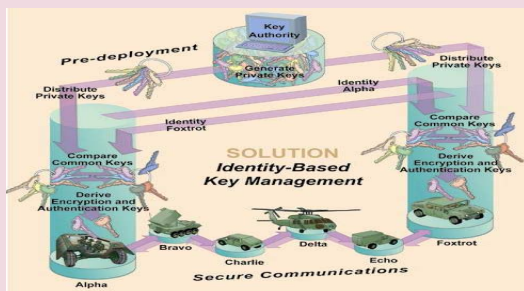 Key
Authority
Pre-deployment
Generate
Private Keys
Distribute
Private Keys
Distribute
Private Keys
Identity
Alpha
Identity
Foxtrot
Compare
Common Keys
Compare
Common Keys
SOLUTION
Identity-Based
Key Management
Derive
Encryption and
Authentication Keys
Derive
Encryption and
Authentication Keys
Alpha
Bravo
Charlie
Delta
Echo
Foxtrot
Secure Communications